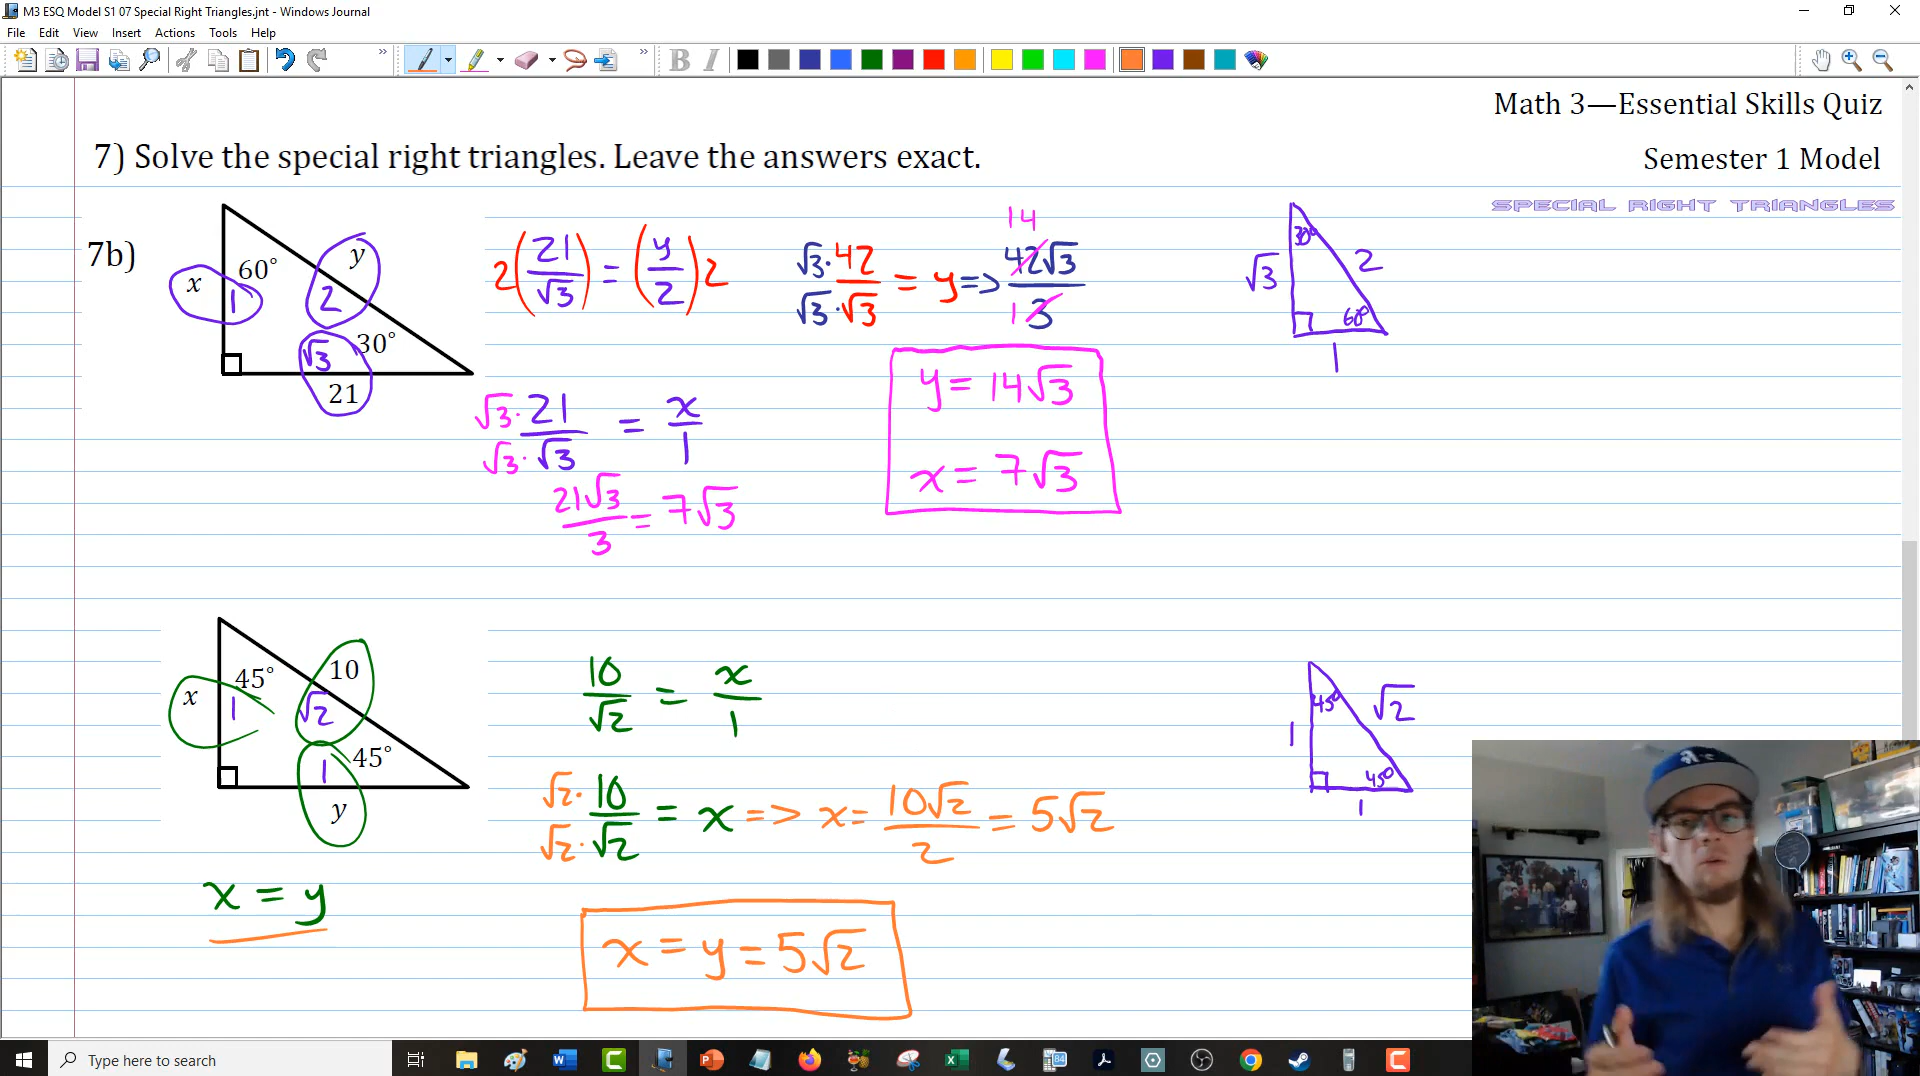 M3 ESQ Model S1 07 Special Right Triangles.jnt - Windows Journal
File Edit View Insert Actions Tools Help
B I
Math 3—Essential Skills Quiz
7) Solve the special right triangles. Leave the answers exact.
Semester 1 Model
SPECIAL RIGHT TRIANGLES
7b)
60°
x
1
y
2
√3
30°
21
2(21/√3) = (y/2)2
√3·42/√3·√3 = y => 42√3/3
14
1
√3·21/√3·√3 = x/1
21√3/3 = 7√3
y = 14√3
x = 7√3
30°
√3
2
60°
1
45°
x
1
10
√2
45°
1
y
x = y
10/√2 = x/1
√2·10/√2·√2 = x => x = 10√2/2 = 5√2
x = y = 5√2
45°
√2
1
45°
1
Type here to search
84